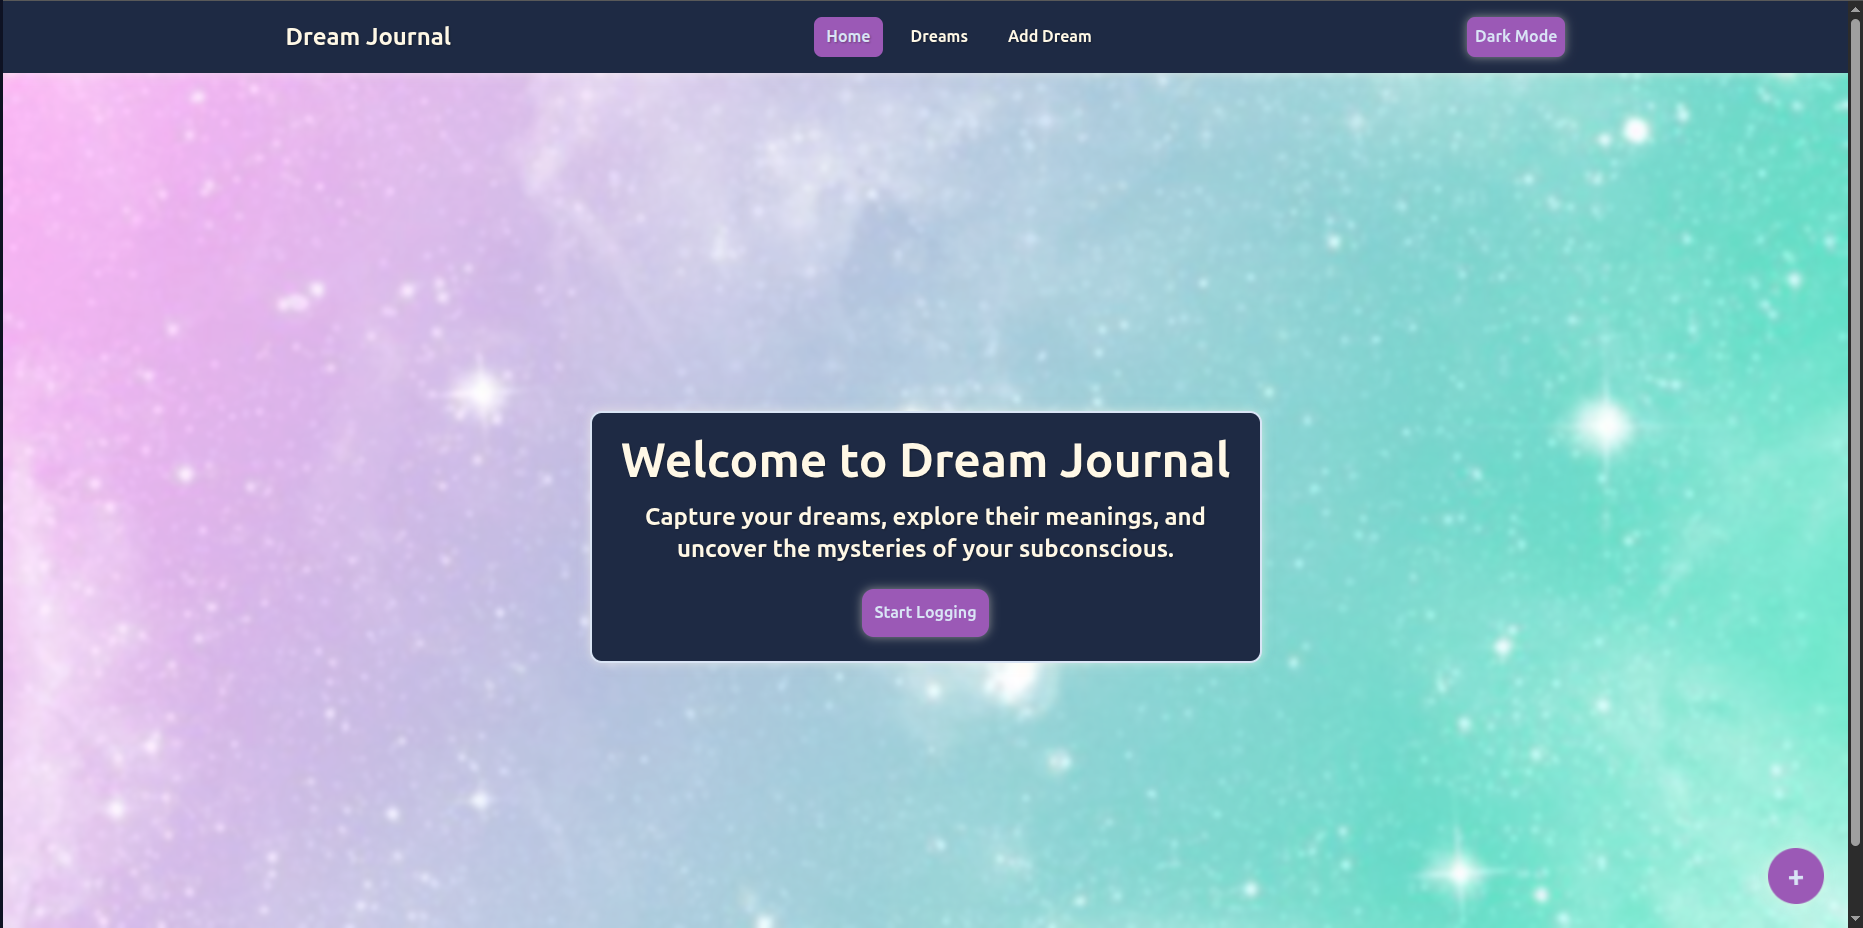 Dream Journal
Home
Dreams
Add Dream
Dark Mode
Welcome to Dream Journal
Capture your dreams, explore their meanings, and
uncover the mysteries of your subconscious.
Start Logging
+